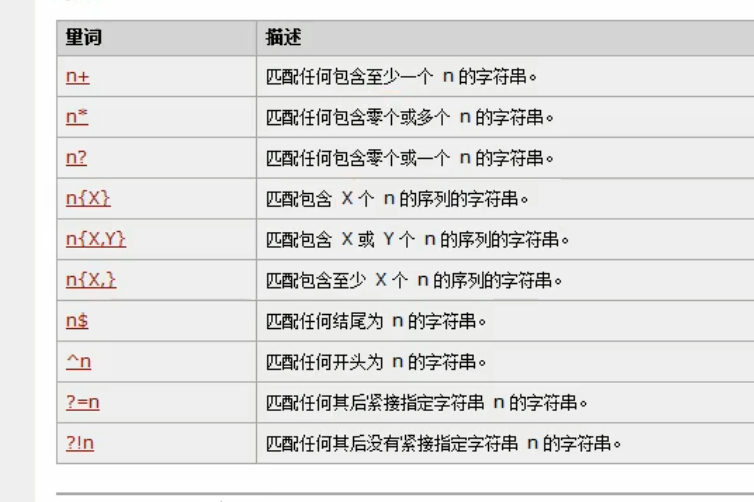 量词 描述
n+ 匹配任何包含至少一个 n 的字符串。
n* 匹配任何包含零个或多个 n 的字符串。
n? 匹配任何包含零个或一个 n 的字符串。
n{X} 匹配包含 X 个 n 的序列的字符串。
n{X,Y} 匹配包含 X 或 Y 个 n 的序列的字符串。
n{X,} 匹配包含至少 X 个 n 的序列的字符串。
n$ 匹配任何结尾为 n 的字符串。
^n 匹配任何开头为 n 的字符串。
?=n 匹配任何其后紧接指定字符串 n 的字符串。
?!n 匹配任何其后没有紧接指定字符串 n 的字符串。